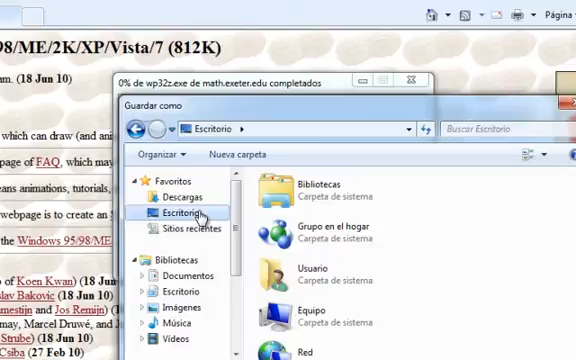 Página
98/ME/2K/XP/Vista/7 (812K)
am. (18 Jun 10)
0% de wp32z.exe de math.exeter.edu completados
Guardar como
which can draw (and ani
Escritorio
Buscar Escritorio
page of FAQ, which may
Organizar
Nueva carpeta
eans animations, tutorials,
Favoritos
Bibliotecas
Carpeta de sistema
Descargas
webpage is to create an
Escritorio
Grupo en el hogar
Carpeta de sistema
Sitios recientes
the Windows 95/98/ME
Usuario
Carpeta de sistema
Bibliotecas
Documentos
o of Koen Kwan) (18 Jun
Escritorio
slav Bakovic (18 Jun 10)
Equipo
Carpeta de sistema
Imágenes
mestijn and Jos Remijn) (
Música
may, Marcel Druwé, and J
Strube) (18 Jun 10)
Vídeos
Csiba (27 Feb 10)
Red